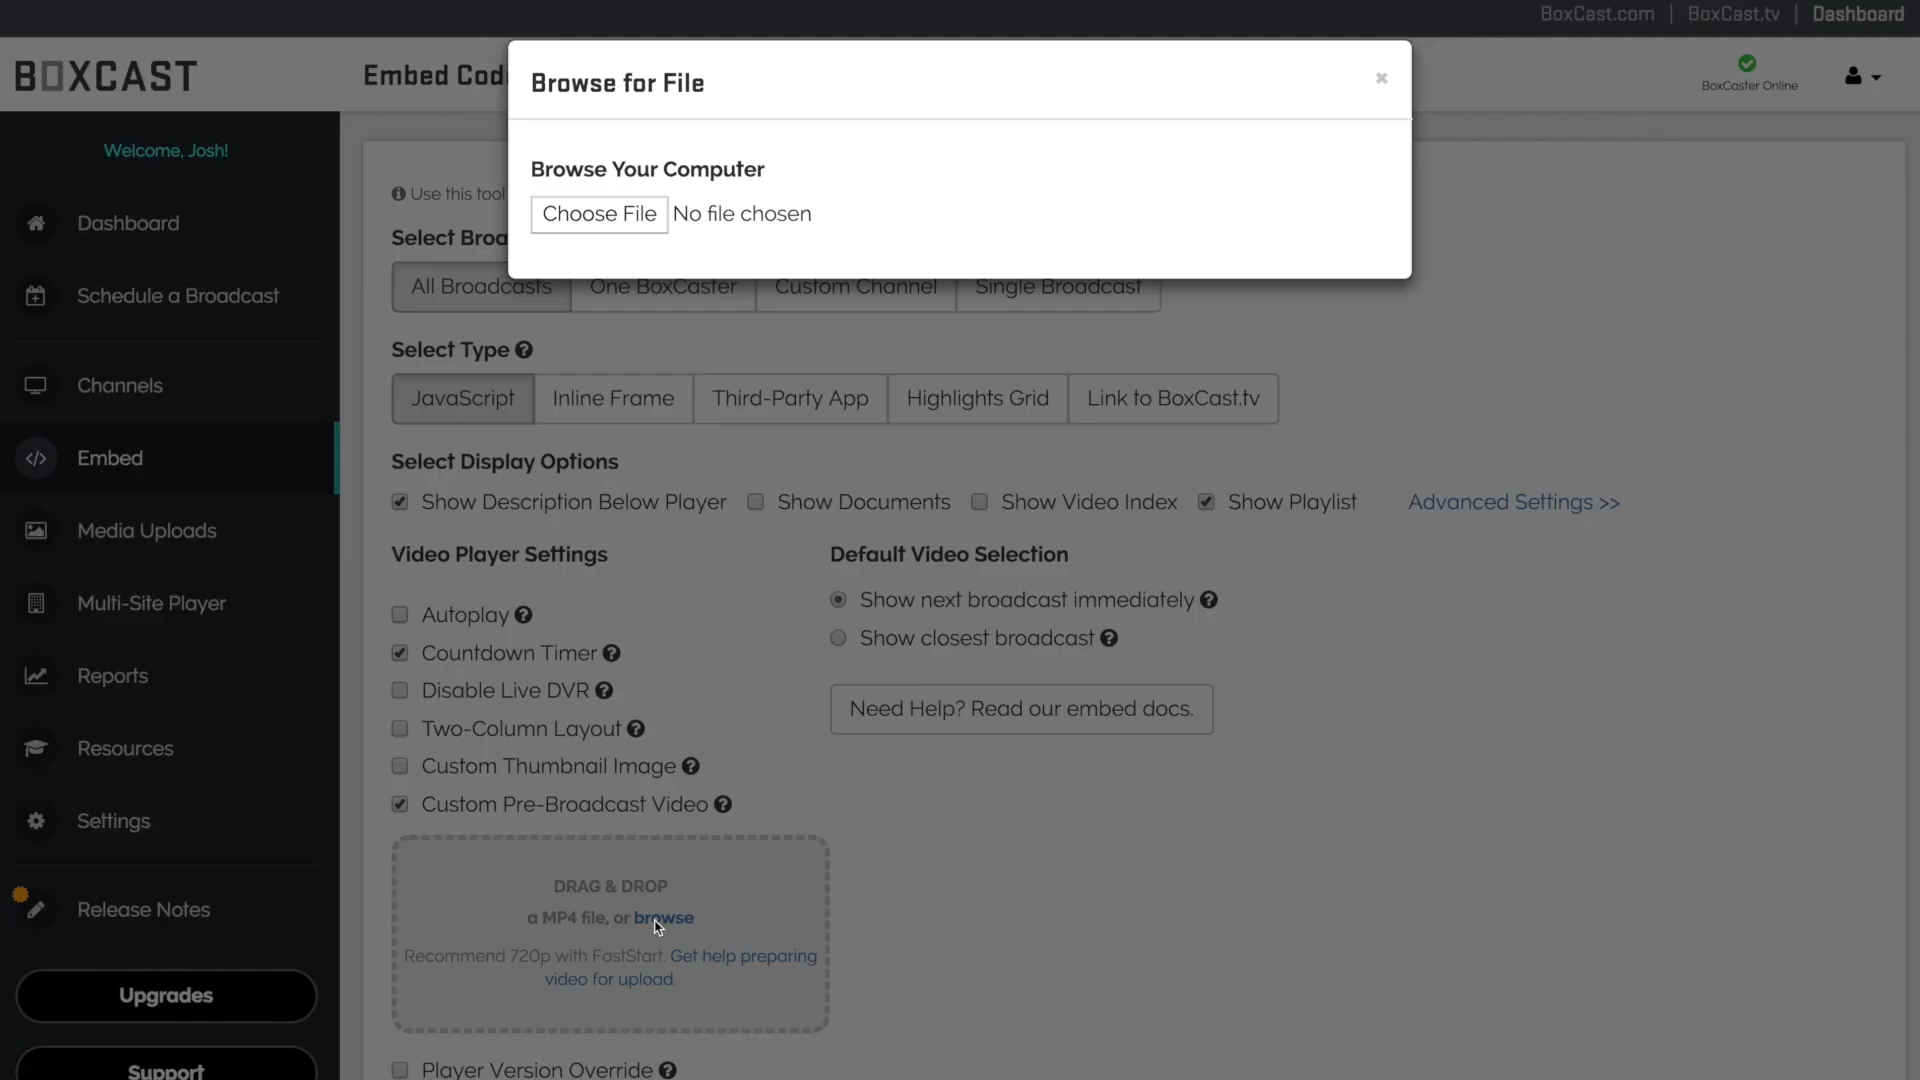 BoxCast.com | BoxCast.tv | Dashboard
BOXCAST
Embed Cod
BoxCaster Online
Browse for File
×
Browse Your Computer
Choose File No file chosen
Welcome, Josh!
Dashboard
Schedule a Broadcast
Channels
Embed
Media Uploads
Multi-Site Player
Reports
Resources
Settings
Release Notes
Upgrades
Support
Use this tool
Select Broa
All Broadcasts One BoxCaster Custom Channel Single Broadcast
Select Type
JavaScript Inline Frame Third-Party App Highlights Grid Link to BoxCast.tv
Select Display Options
Show Description Below Player Show Documents Show Video Index Show Playlist Advanced Settings >>
Video Player Settings
Autoplay
Countdown Timer
Disable Live DVR
Two-Column Layout
Custom Thumbnail Image
Custom Pre-Broadcast Video
Default Video Selection
Show next broadcast immediately
Show closest broadcast
Need Help? Read our embed docs.
DRAG & DROP
a MP4 file, or browse
Recommend 720p with FastStart. Get help preparing
video for upload.
Player Version Override